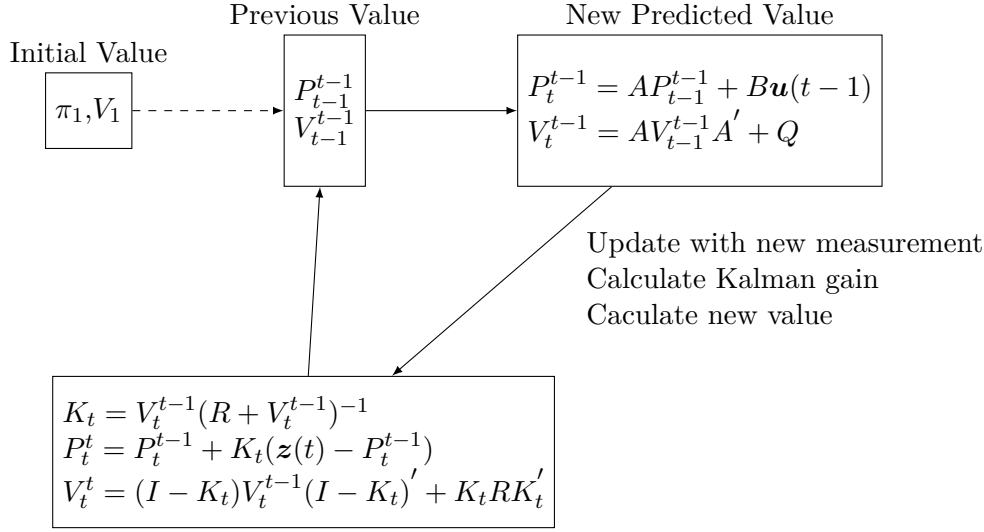 Initial Value
π₁,V₁
Previous Value
P_{t-1}^{t-1}
V_{t-1}^{t-1}
New Predicted Value
P_t^{t-1} = AP_{t-1}^{t-1} + B𝒖(t − 1)
V_t^{t-1} = AV_{t-1}^{t-1}A′ + Q
Update with new measurement
Calculate Kalman gain
Caculate new value
K_t = V_t^{t-1}(R + V_t^{t-1})^{-1}
P_t^t = P_t^{t-1} + K_t(𝒛(t) − P_t^{t-1})
V_t^t = (I − K_t)V_t^{t-1}(I − K_t)′ + K_tRK_t′